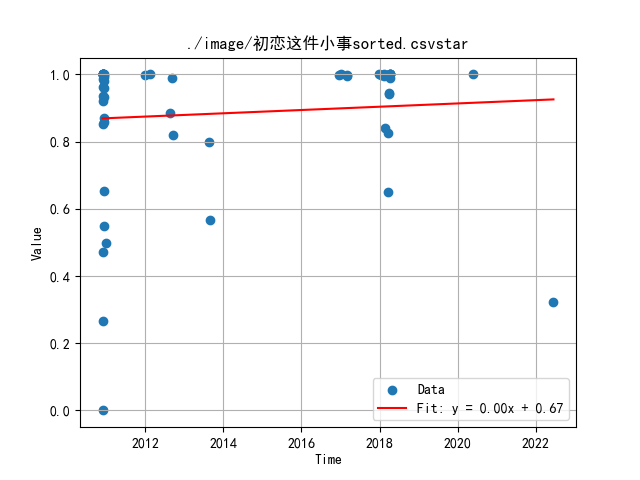 ./image/初恋这件小事sorted.csvstar
1.0
0.8
0.6
0.4
0.2
0.0
Value
2012 2014 2016 2018 2020 2022
Time
Data
Fit: y = 0.00x + 0.67